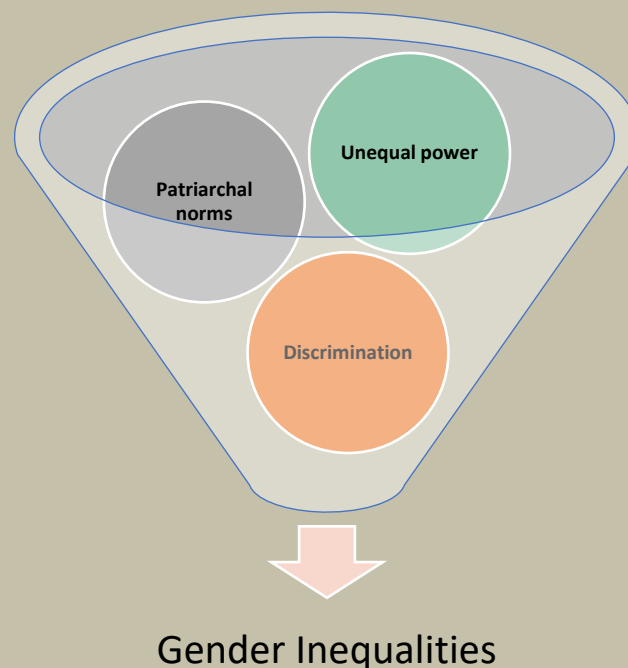 Unequal power
Patriarchal
norms
Discrimination
Gender Inequalities